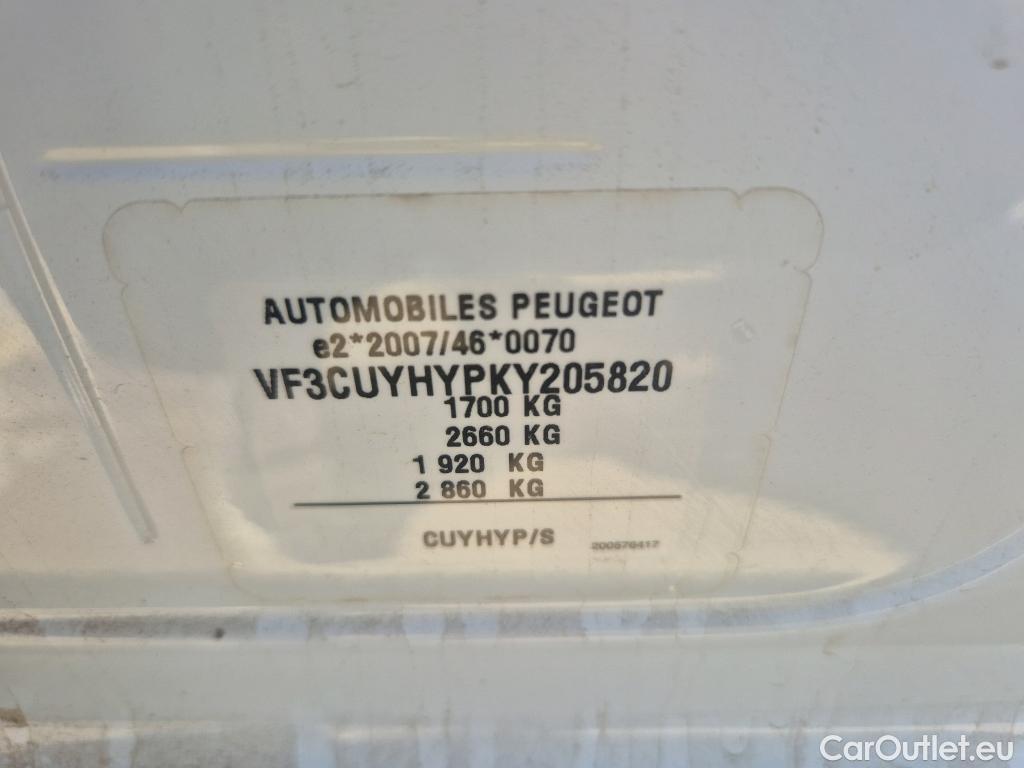 AUTOMOBILES PEUGEOT
e2*2007/46*0070
VF3CUYHYPKY205820
1700 KG
2660 KG
1 920 KG
2 860 KG
CUYHYP/S
CarOutlet.eu